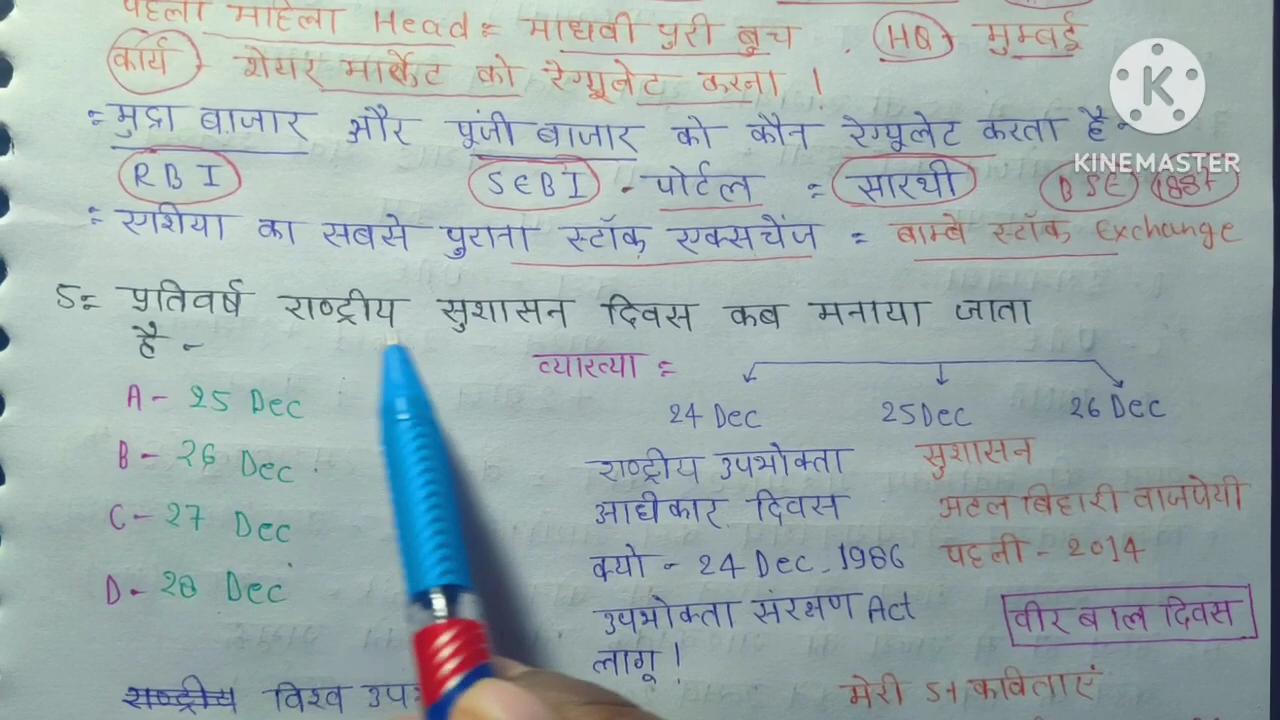 पहली महिला Head = माधवी पुरी बुच . HQ - मुम्बई
कार्य - शेयर मार्केट को रेग्यूलेट करना ।
= मुद्रा बाजार और पूंजी बाजार को कौन रेग्यूलेट करता है -
RBI SEBI - पोर्टल = सारथी BSE 1887
= एशिया का सबसे पुराना स्टॉक एक्सचेंज = बाम्बे स्टॉक Exchange
5= प्रतिवर्ष राष्ट्रीय सुशासन दिवस कब मनाया जाता
है -
व्याख्या =
A - 25 Dec
B - 26 Dec
C - 27 Dec
D - 28 Dec
24 Dec 25 Dec 26 Dec
राष्ट्रीय उपभोक्ता सुशासन
आधीकार दिवस अटल बिहारी वाजपेयी
क्यो - 24 Dec - 1986 पहली - 2014
उपभोक्ता संरक्षण Act वीर बाल दिवस
लागू !
राष्ट्रीय विश्व मेरी 51 कविताएं
KINEMASTER